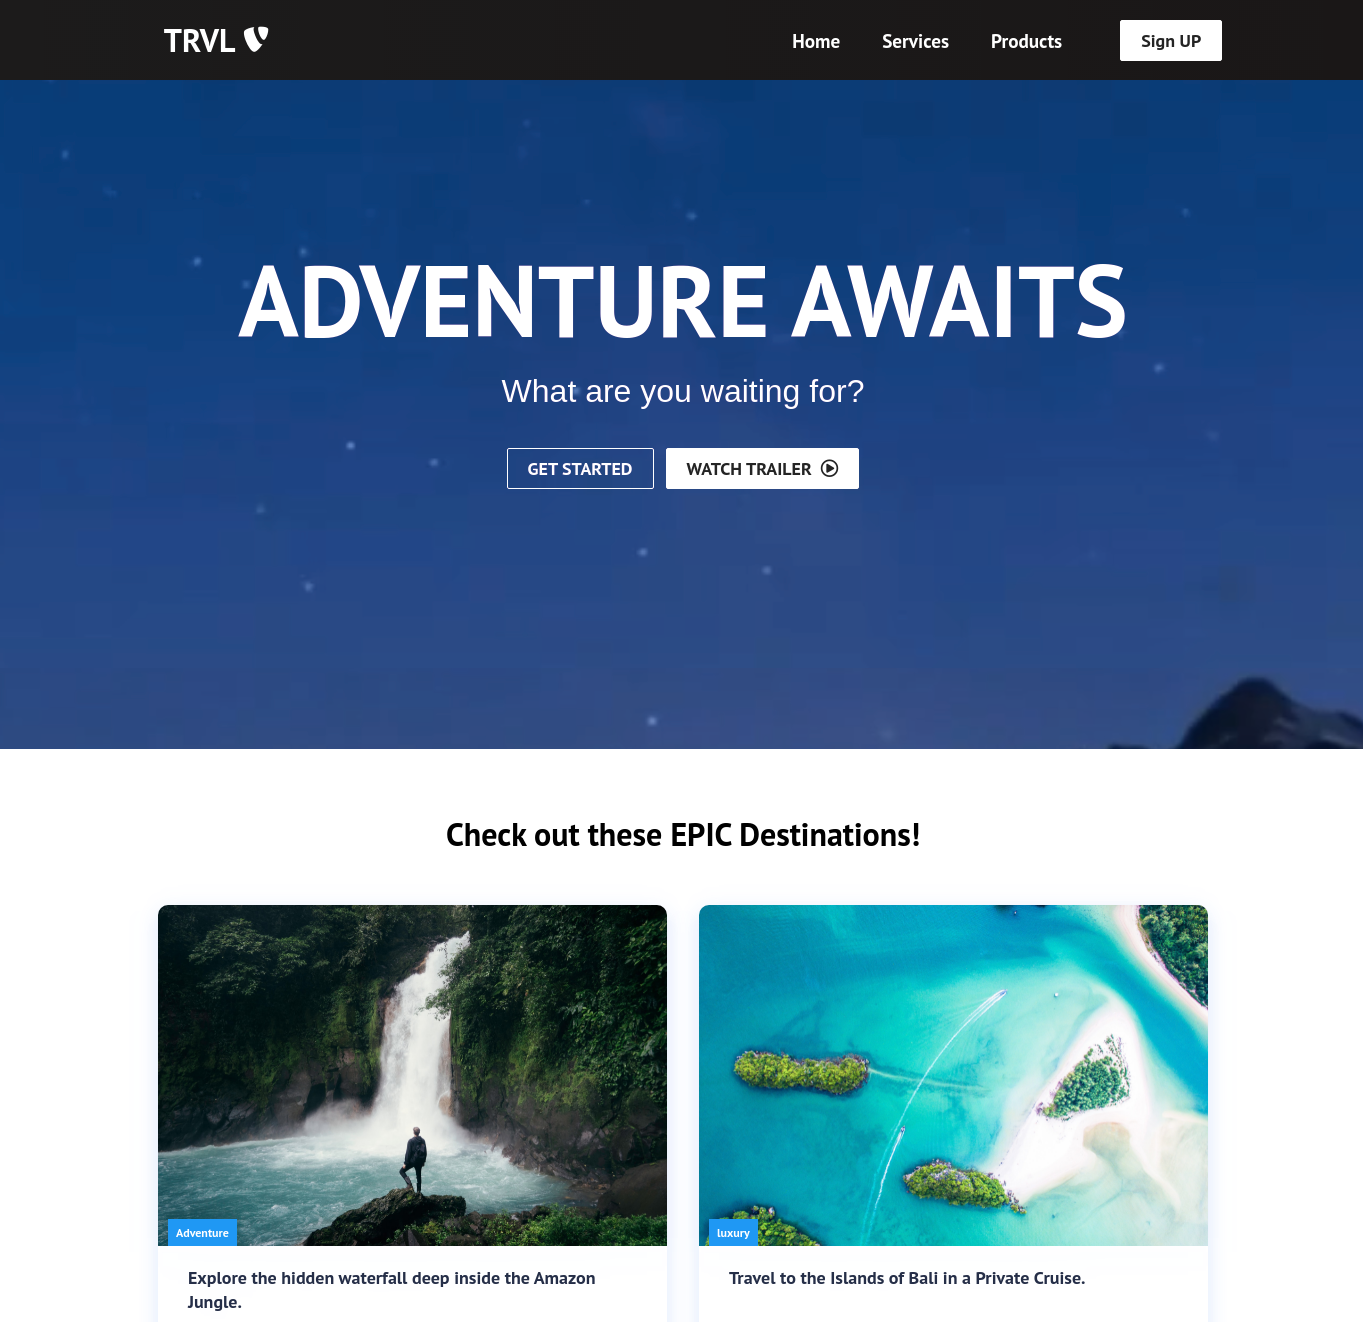 TRVL
Home Services Products Sign UP
ADVENTURE AWAITS
What are you waiting for?
GET STARTED WATCH TRAILER
Check out these EPIC Destinations!
Adventure
Explore the hidden waterfall deep inside the Amazon
Jungle.
luxury
Travel to the Islands of Bali in a Private Cruise.